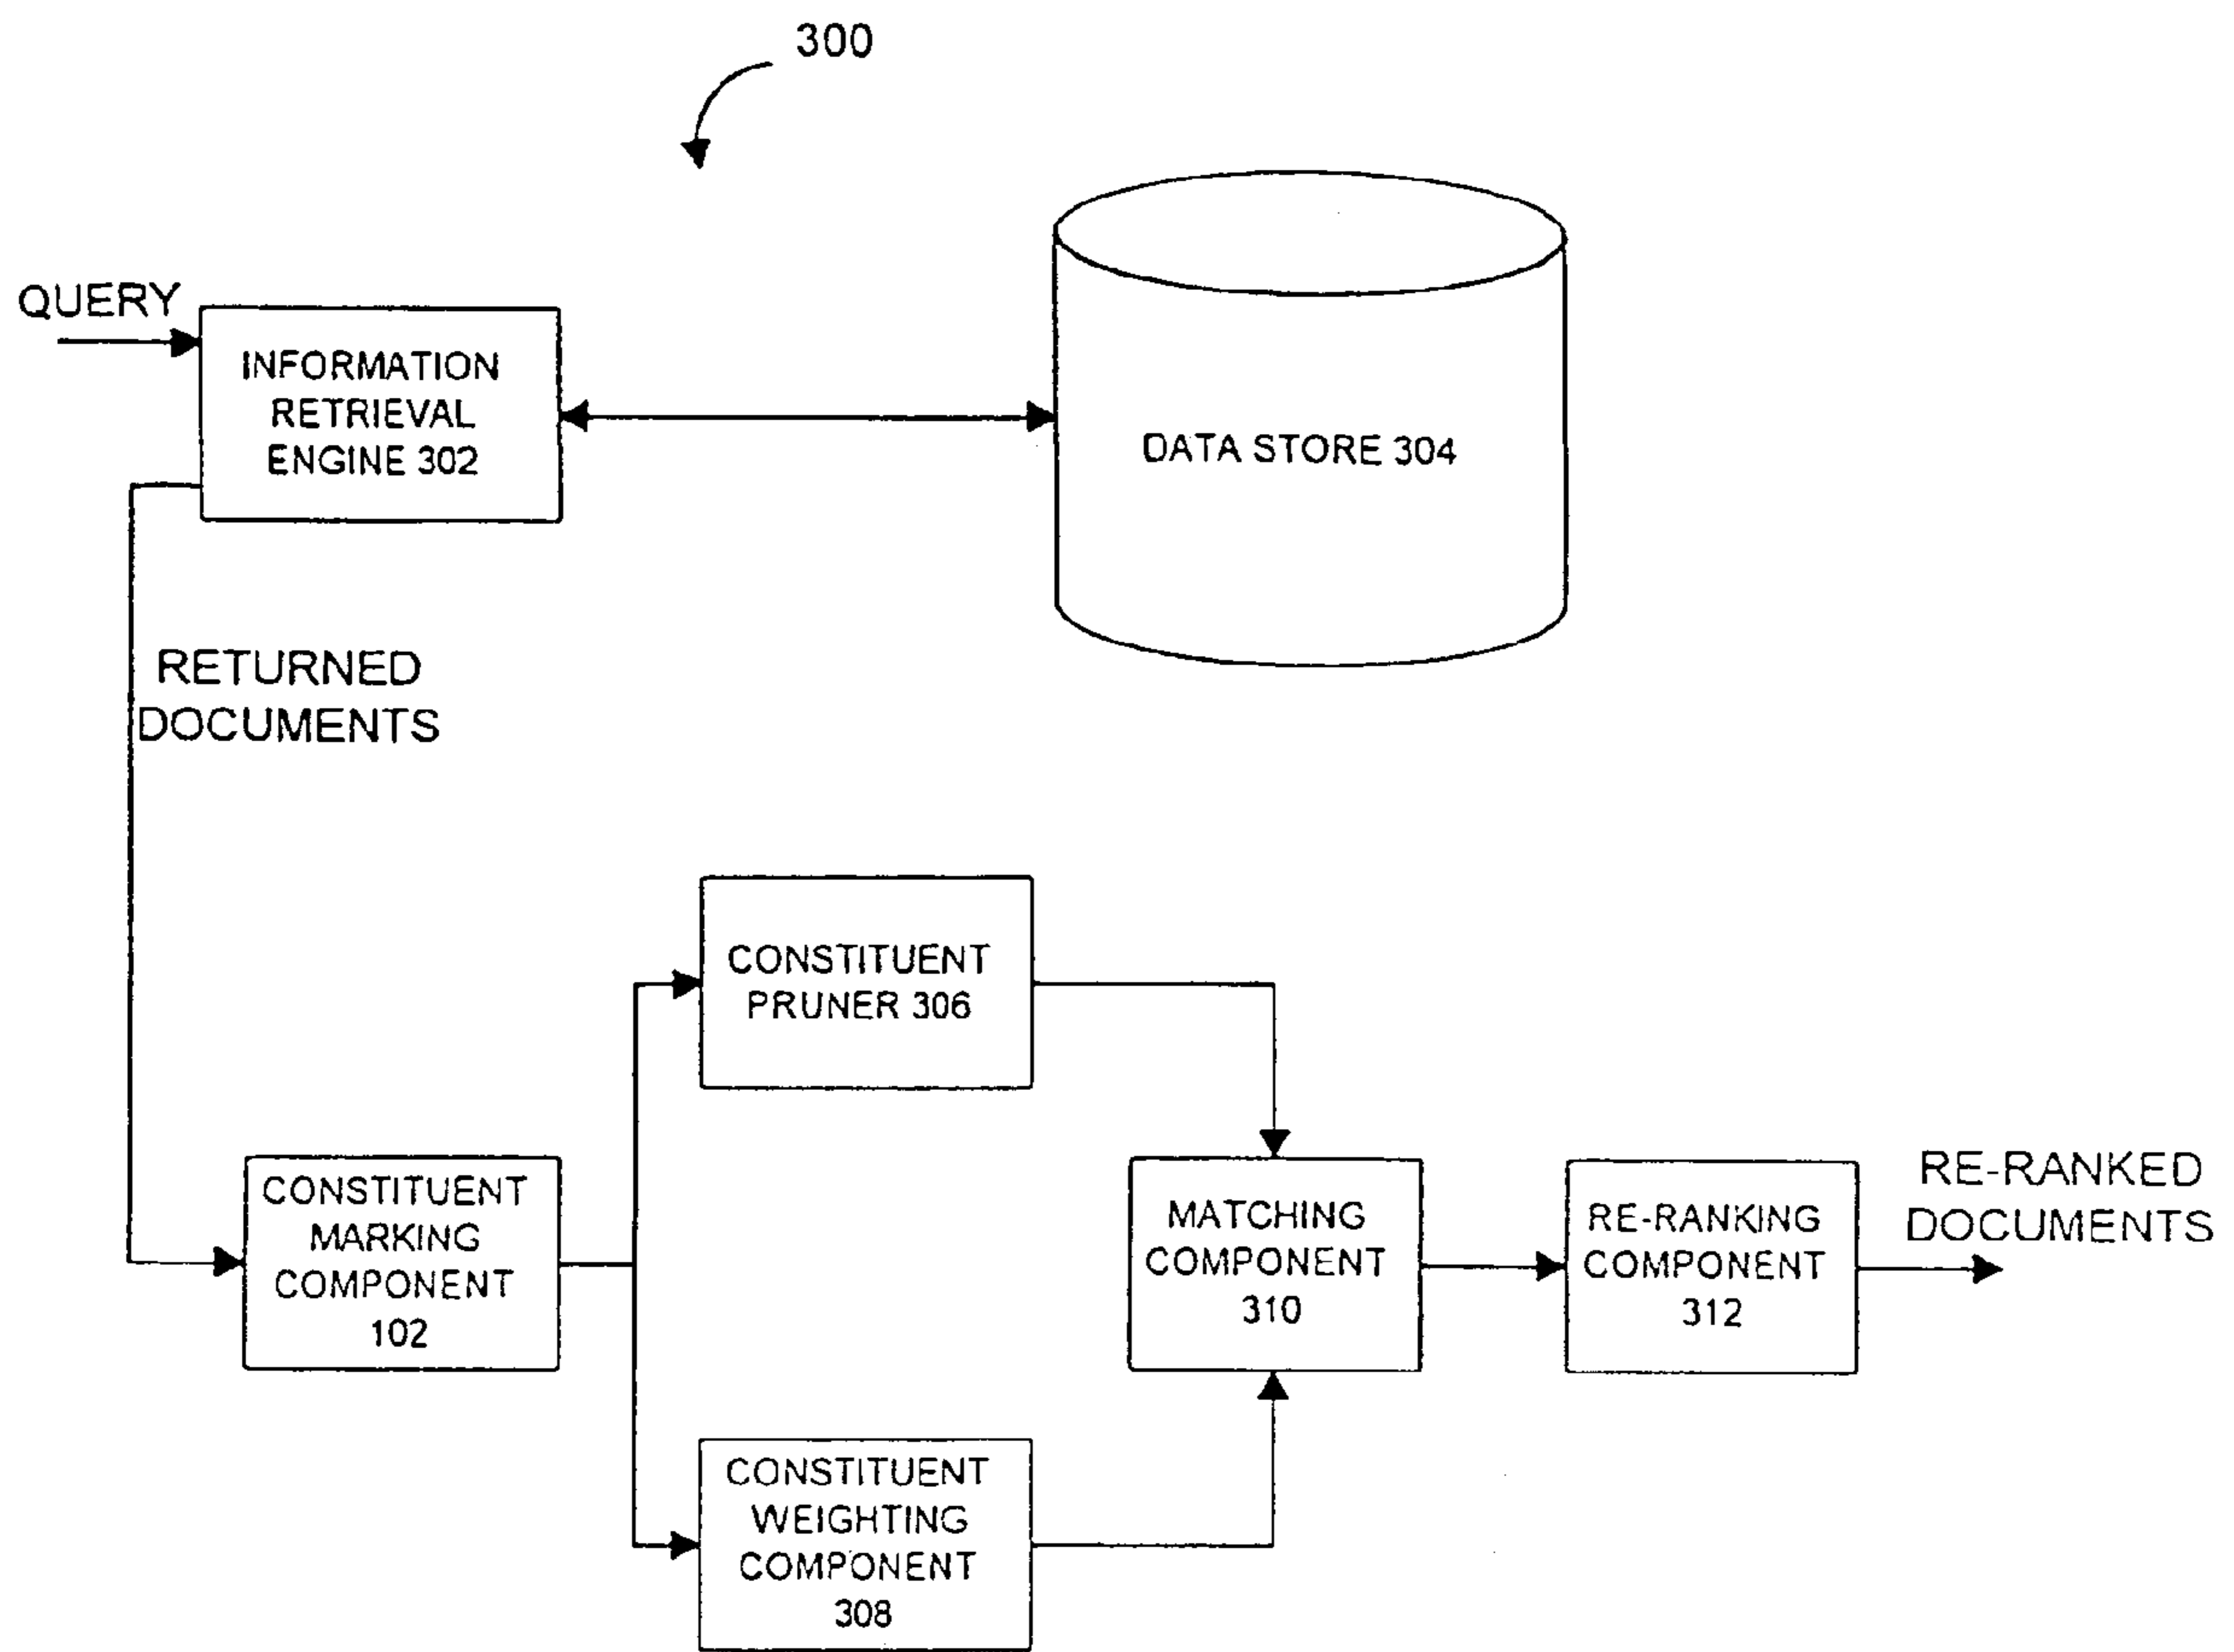 300
QUERY
INFORMATION
RETRIEVAL
ENGINE 302
DATA STORE 304
RETURNED
DOCUMENTS
CONSTITUENT
PRUNER 306
CONSTITUENT
MARKING
COMPONENT
102
MATCHING
COMPONENT
310
RE-RANKING
COMPONENT
312
RE-RANKED
DOCUMENTS
CONSTITUENT
WEIGHTING
COMPONENT
308